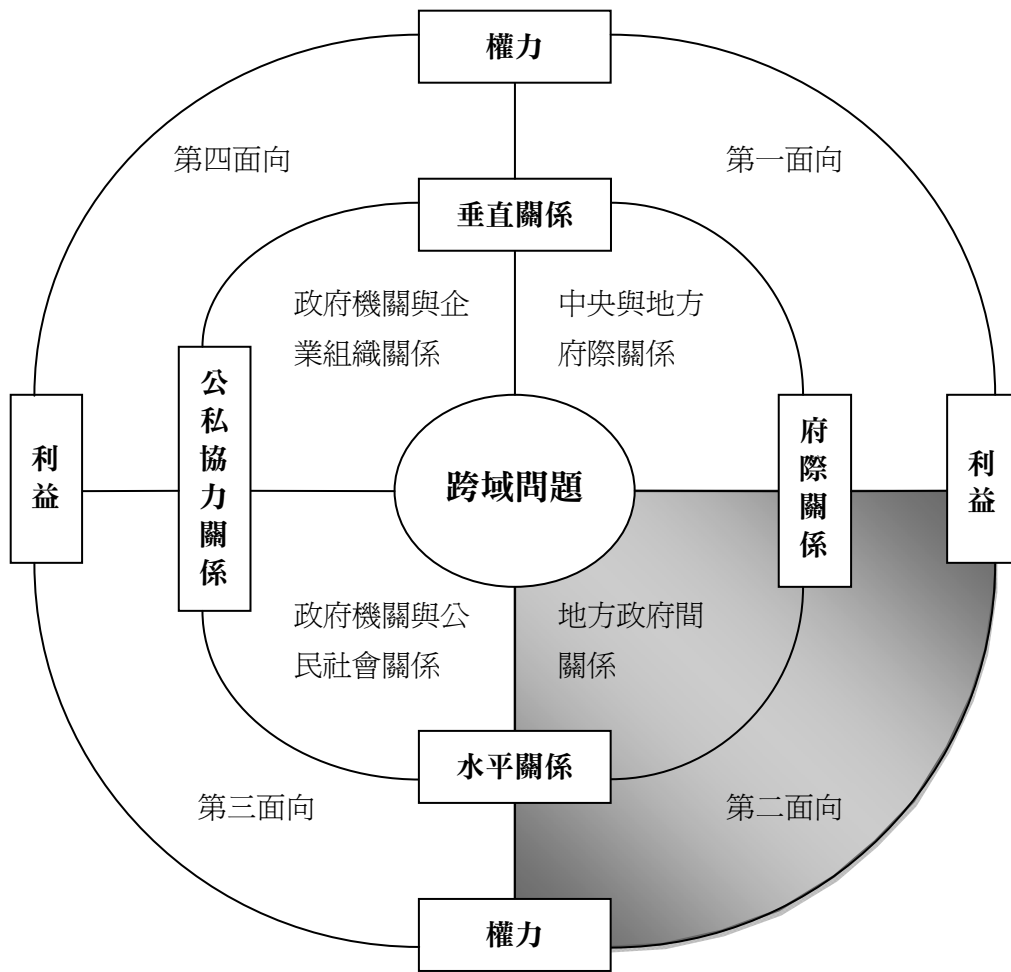 權力
第四面向
第一面向
垂直關係
政府機關與企
業組織關係
中央與地方
府際關係
利益
公私協力關係
跨域問題
府際關係
利益
政府機關與公
民社會關係
地方政府間
關係
水平關係
第三面向
第二面向
權力